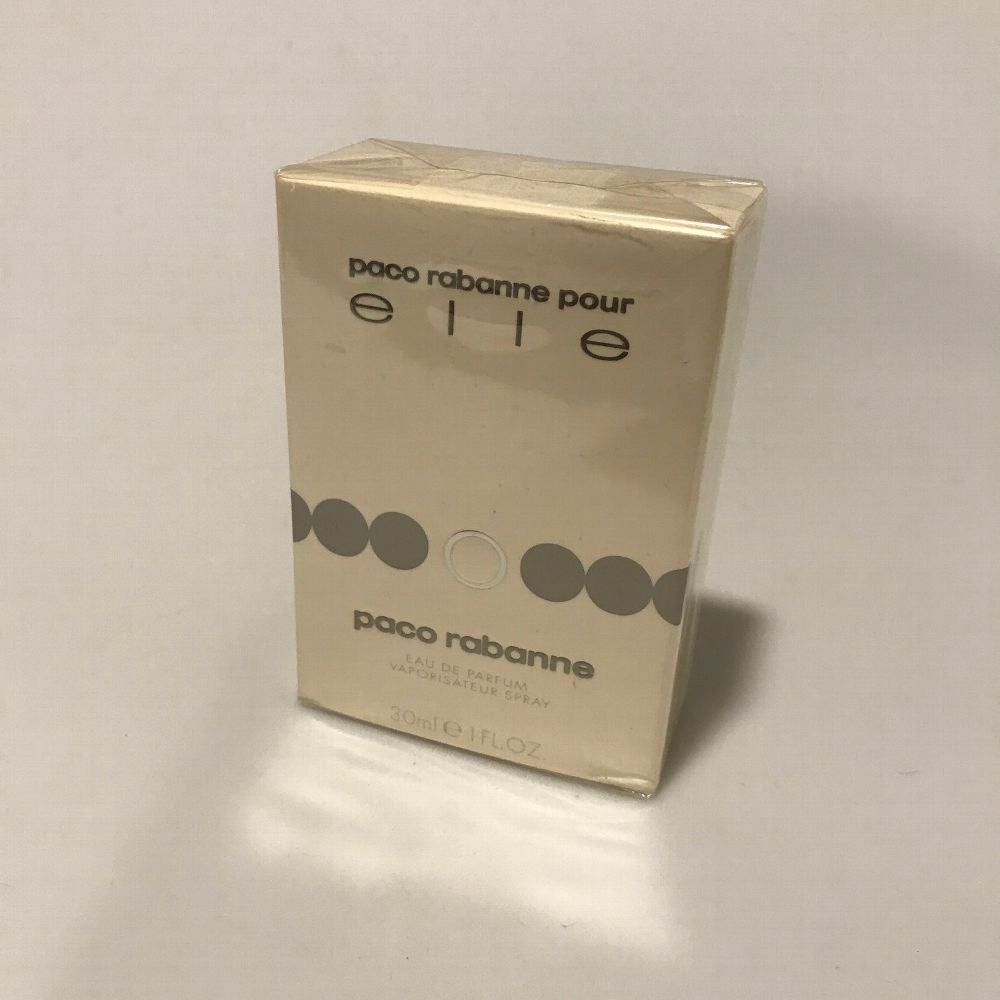 paco rabanne pour
elle
paco rabanne
EAU DE PARFUM
VAPORISATEUR SPRAY
30ml e 1FL.OZ.